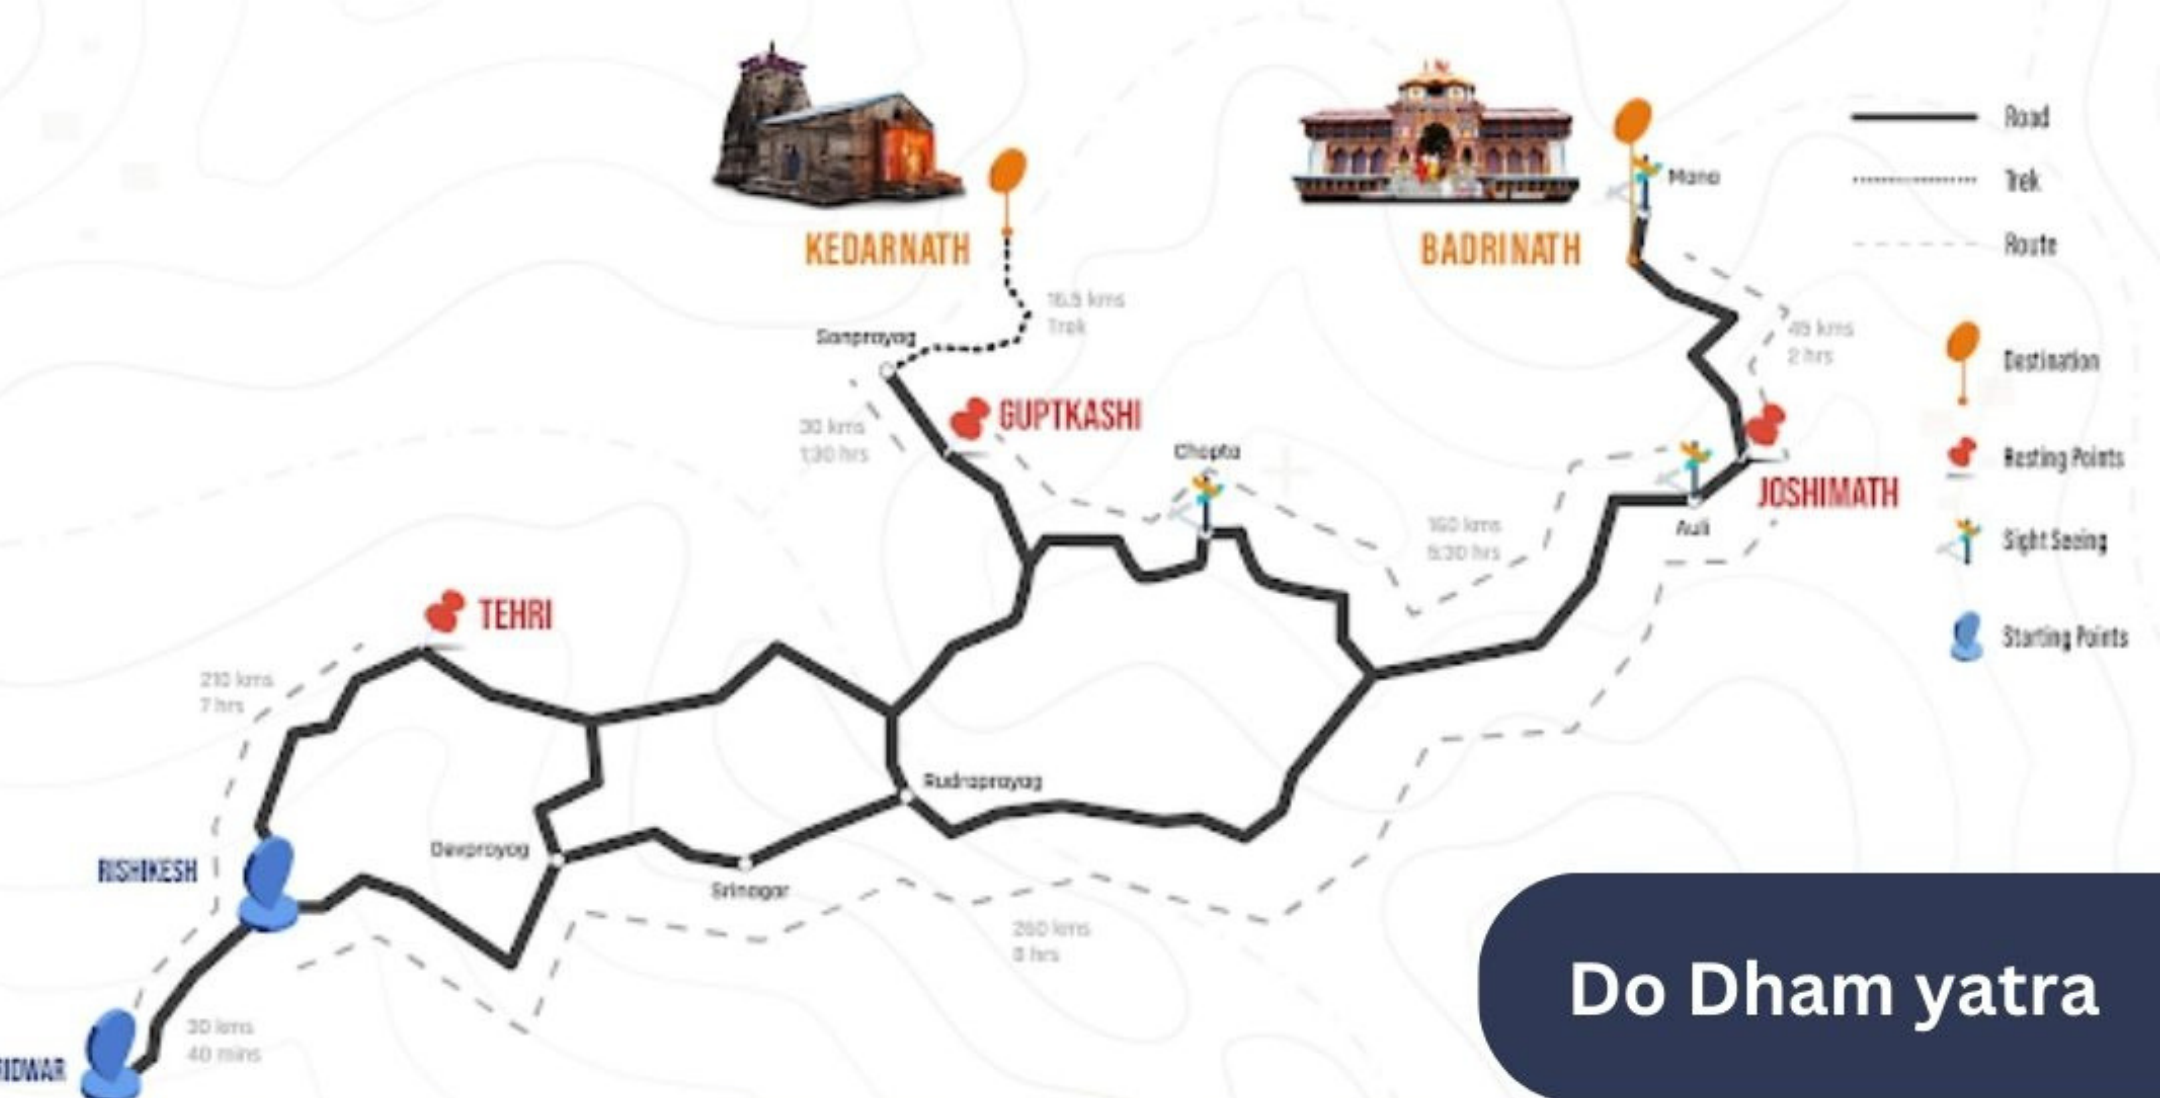 KEDARNATH
BADRINATH
Mana
Road
Trek
Route
16.5 kms
Trek
Sonprayag
45 kms
2 hrs
Destination
GUPTKASHI
30 kms
1:30 hrs
Chopta
Resting Points
JOSHIMATH
Auli
160 kms
5:30 hrs
Sight Seeing
TEHRI
Starting Points
210 kms
7 hrs
Rudraprayag
Devprayag
RISHIKESH
Srinagar
260 kms
hrs
Do Dham yatra
30 kms
40 mins
RIDWAR